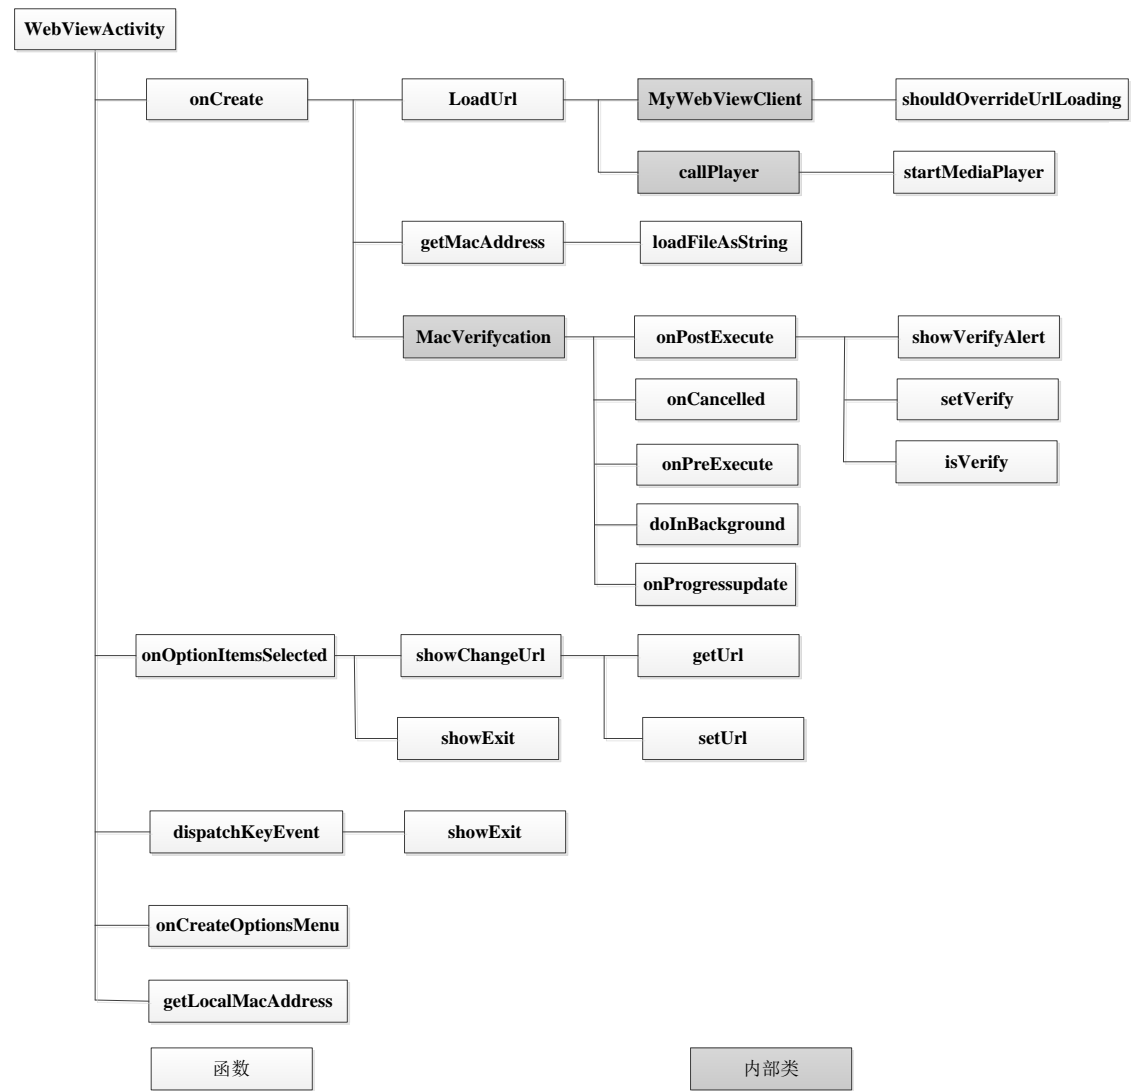 WebViewActivity
onCreate
LoadUrl
MyWebViewClient
shouldOverrideUrlLoading
callPlayer
startMediaPlayer
getMacAddress
loadFileAsString
MacVerifycation
onPostExecute
showVerifyAlert
onCancelled
setVerify
onPreExecute
isVerify
doInBackground
onProgressupdate
onOptionItemsSelected
showChangeUrl
getUrl
showExit
setUrl
dispatchKeyEvent
showExit
onCreateOptionsMenu
getLocalMacAddress
函数
内部类